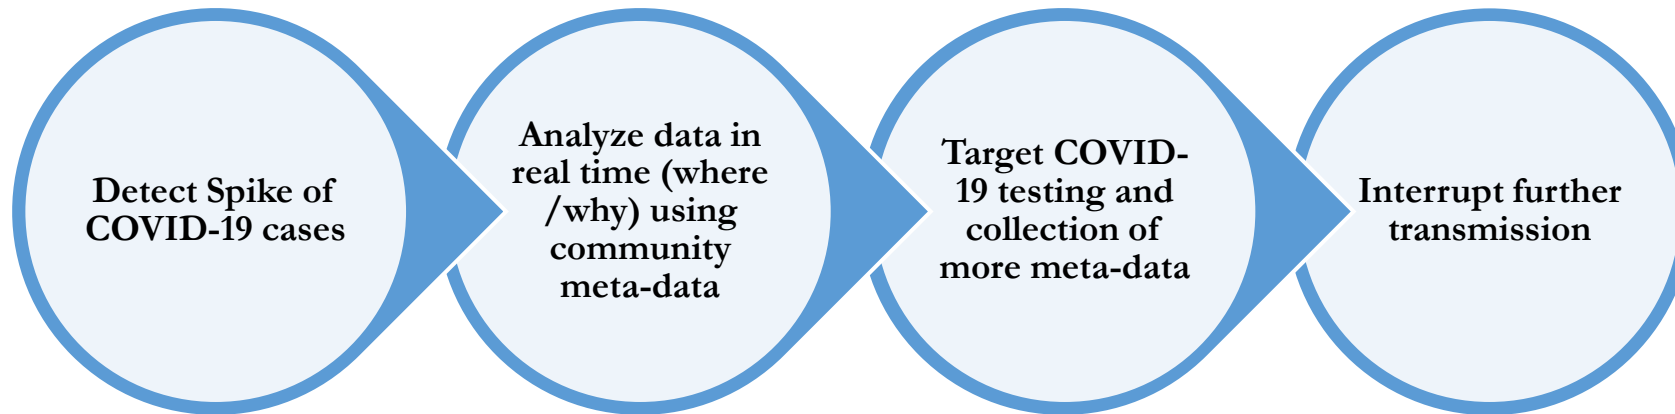 Detect Spike of
COVID-19 cases
Analyze data in
real time (where
/why) using
community
meta-data
Target COVID-
19 testing and
collection of
more meta-data
Interrupt further
transmission